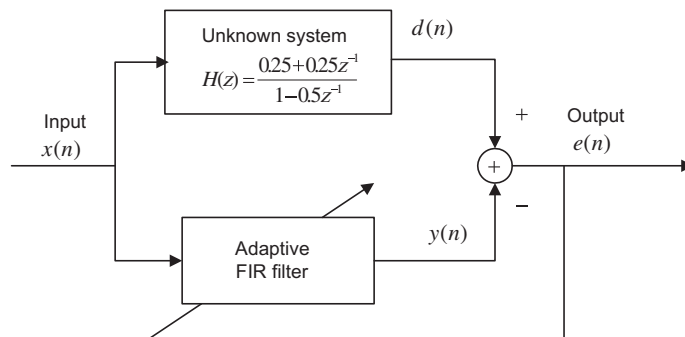 Unknown system
d(n)
H(z) = 0.25+0.25z⁻¹ / 1−0.5z⁻¹
Input
x(n)
+
Output
e(n)
+
−
Adaptive
FIR filter
y(n)